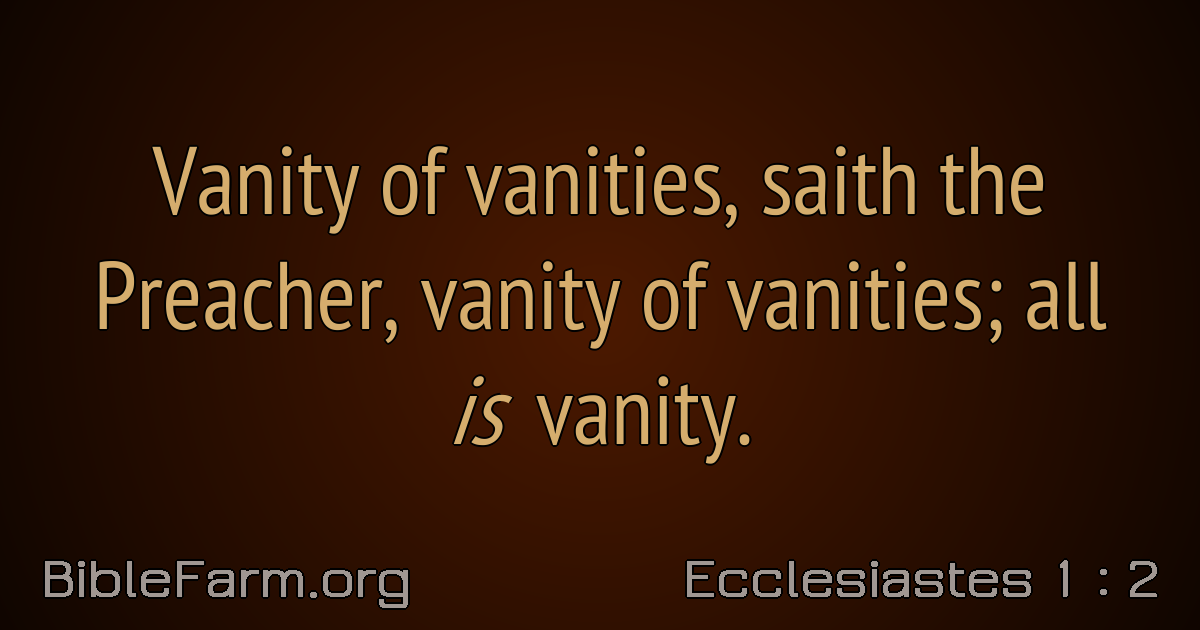 Vanity of vanities, saith the
Preacher, vanity of vanities; all
is vanity.
BibleFarm.org
Ecclesiastes 1 : 2